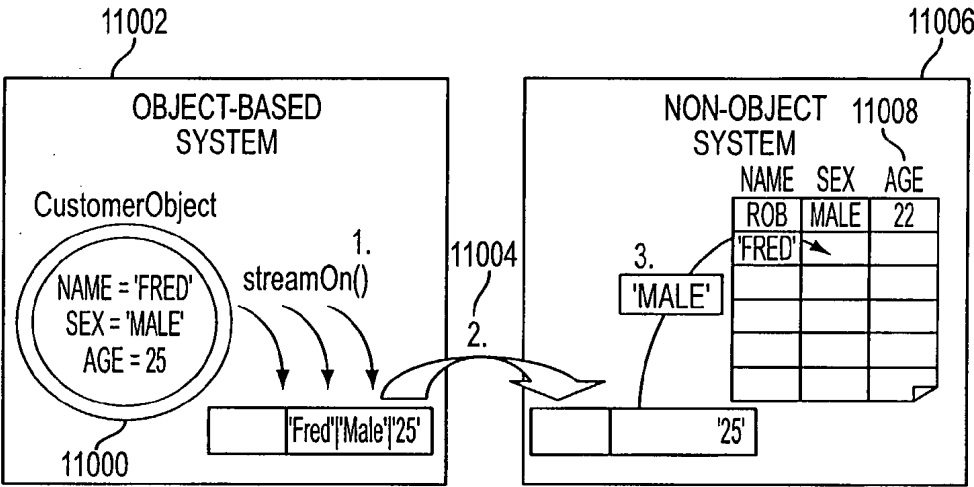 11002
11006
OBJECT-BASED
SYSTEM
NON-OBJECT
SYSTEM
11008
NAME SEX AGE
ROB MALE 22
'FRED'
CustomerObject
NAME = 'FRED'
SEX = 'MALE'
AGE = 25
1.
streamOn()
11004
2.
3.
'MALE'
'Fred'|'Male'|'25'
'25'
11000